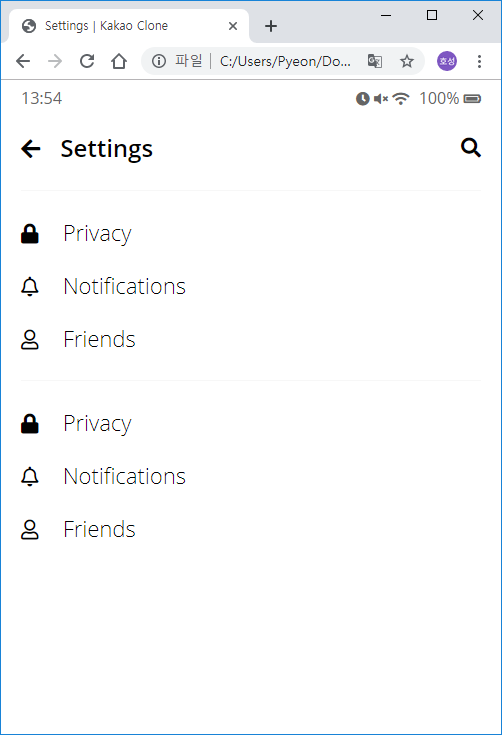 Settings | Kakao Clone
파일 | C:/Users/Pyeon/Do... 호성
13:54 100%
Settings
Privacy
Notifications
Friends
Privacy
Notifications
Friends